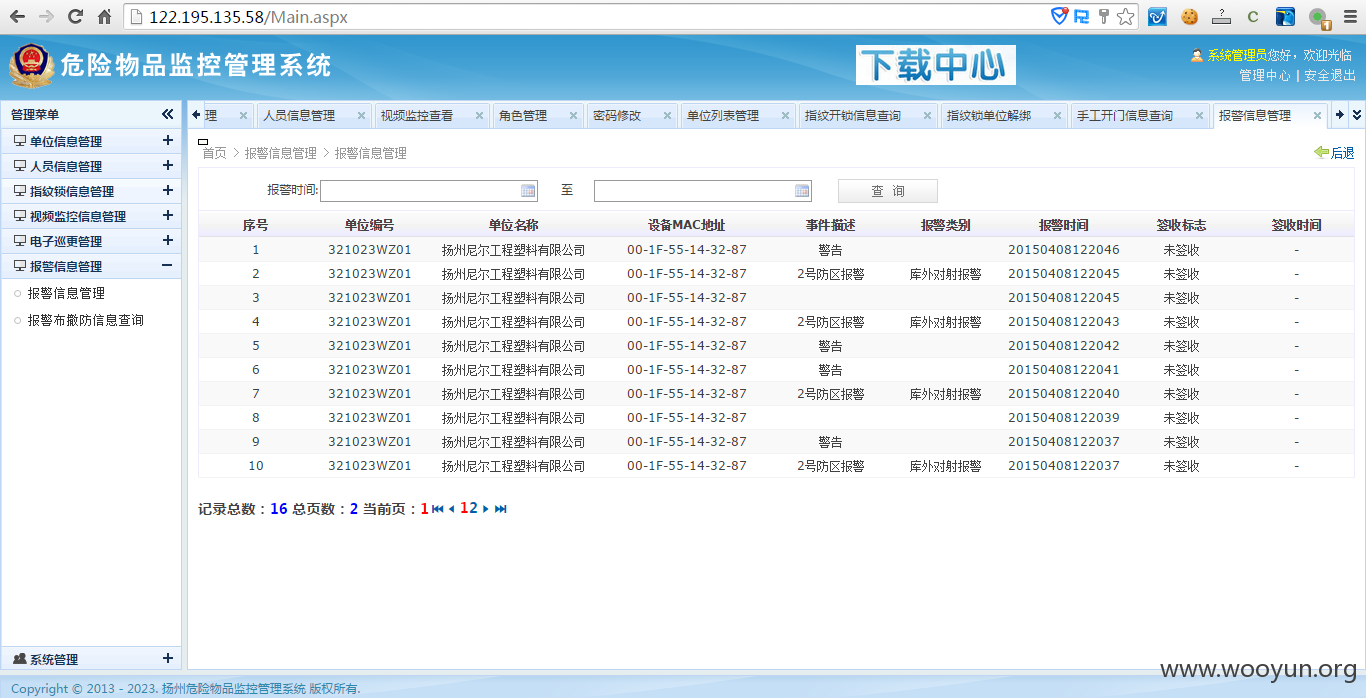 122.195.135.58/Main.aspx
危险物品监控管理系统
下载中心
系统管理员您好，欢迎光临
管理中心 | 安全退出
管理菜单
理 人员信息管理 视频监控查看 角色管理 密码修改 单位列表管理 指纹开锁信息查询 指纹锁单位解绑 手工开门信息查询 报警信息管理
单位信息管理
人员信息管理
指纹锁信息管理
视频监控信息管理
电子巡更管理
报警信息管理
报警信息管理
报警布撤防信息查询
系统管理
首页 > 报警信息管理 > 报警信息管理
后退
报警时间: 至 查 询
序号 单位编号 单位名称 设备MAC地址 事件描述 报警类别 报警时间 签收标志 签收时间
1 321023WZ01 扬州尼尔工程塑料有限公司 00-1F-55-14-32-87 警告 20150408122046 未签收 -
2 321023WZ01 扬州尼尔工程塑料有限公司 00-1F-55-14-32-87 2号防区报警 库外对射报警 20150408122045 未签收 -
3 321023WZ01 扬州尼尔工程塑料有限公司 00-1F-55-14-32-87 20150408122045 未签收 -
4 321023WZ01 扬州尼尔工程塑料有限公司 00-1F-55-14-32-87 2号防区报警 库外对射报警 20150408122043 未签收 -
5 321023WZ01 扬州尼尔工程塑料有限公司 00-1F-55-14-32-87 警告 20150408122042 未签收 -
6 321023WZ01 扬州尼尔工程塑料有限公司 00-1F-55-14-32-87 警告 20150408122041 未签收 -
7 321023WZ01 扬州尼尔工程塑料有限公司 00-1F-55-14-32-87 2号防区报警 库外对射报警 20150408122040 未签收 -
8 321023WZ01 扬州尼尔工程塑料有限公司 00-1F-55-14-32-87 20150408122039 未签收 -
9 321023WZ01 扬州尼尔工程塑料有限公司 00-1F-55-14-32-87 警告 20150408122037 未签收 -
10 321023WZ01 扬州尼尔工程塑料有限公司 00-1F-55-14-32-87 2号防区报警 库外对射报警 20150408122037 未签收 -
记录总数：16 总页数：2 当前页：1 12
www.wooyun.org
Copyright © 2013 - 2023. 扬州危险物品监控管理系统 版权所有.